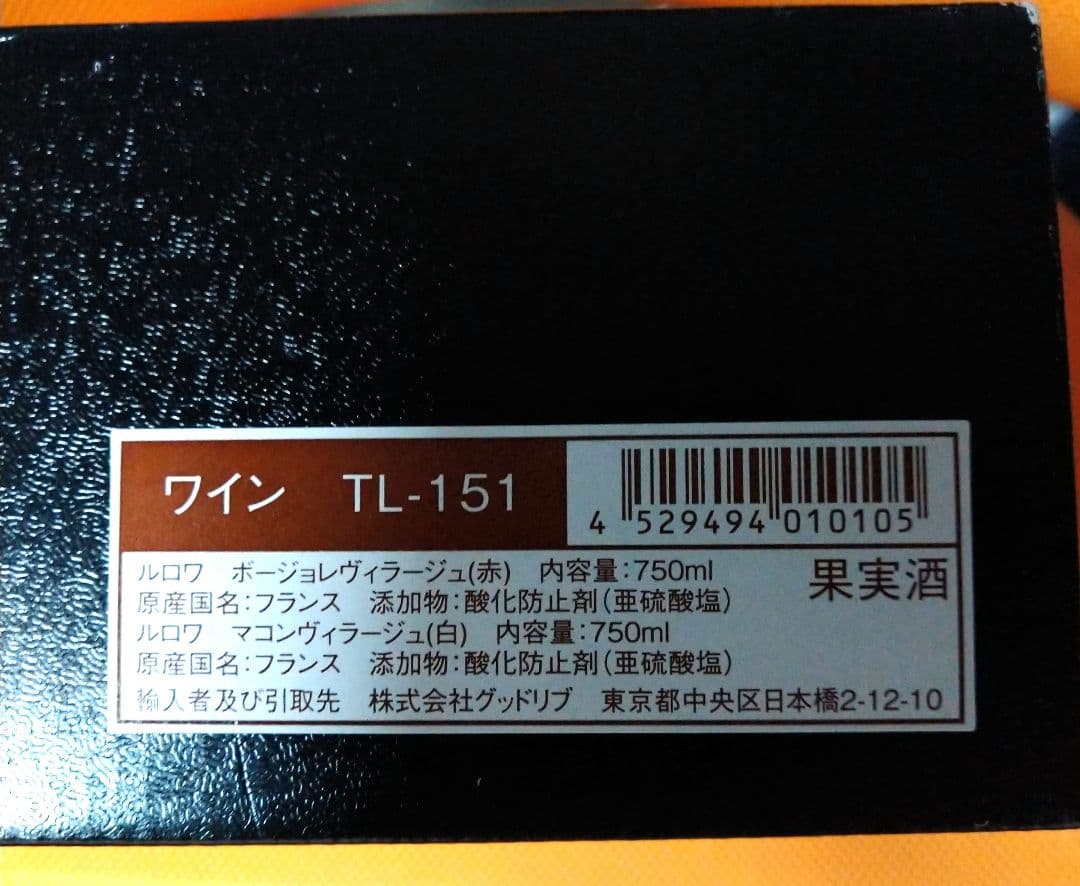 ワイン TL-151
4 529494 010105
ルロワ ボージョレヴィラージュ(赤) 内容量:750ml
果実酒
原産国名:フランス 添加物:酸化防止剤(亜硫酸塩)
ルロワ マコンヴィラージュ(白) 内容量:750ml
原産国名:フランス 添加物:酸化防止剤(亜硫酸塩)
輸入者及び引取先 株式会社グッドリブ 東京都中央区日本橋2-12-10